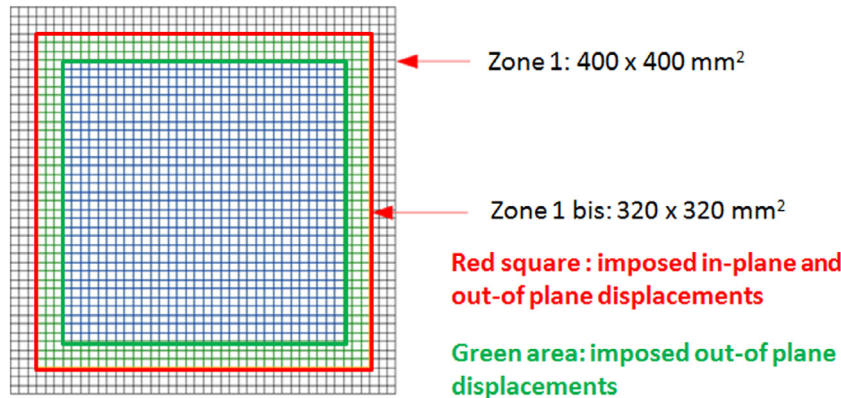 Zone 1: 400 x 400 mm²
Zone 1 bis: 320 x 320 mm²
Red square : imposed in-plane and
out-of plane displacements
Green area: imposed out-of plane
displacements